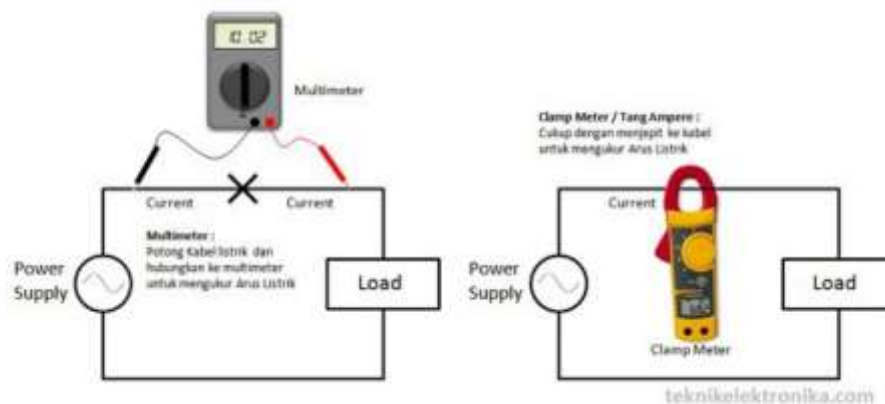 10.02
Multimeter
Current
Current
Multimeter :
Potong Kabel listrik dan
hubungkan ke multimeter
untuk mengukur Arus Listrik
Power
Supply
Load
Clamp Meter / Tang Ampere :
Cukup dengan menjepit ke kabel
untuk mengukur Arus Listrik
Current
Power
Supply
Load
Clamp Meter
teknikelektronika.com